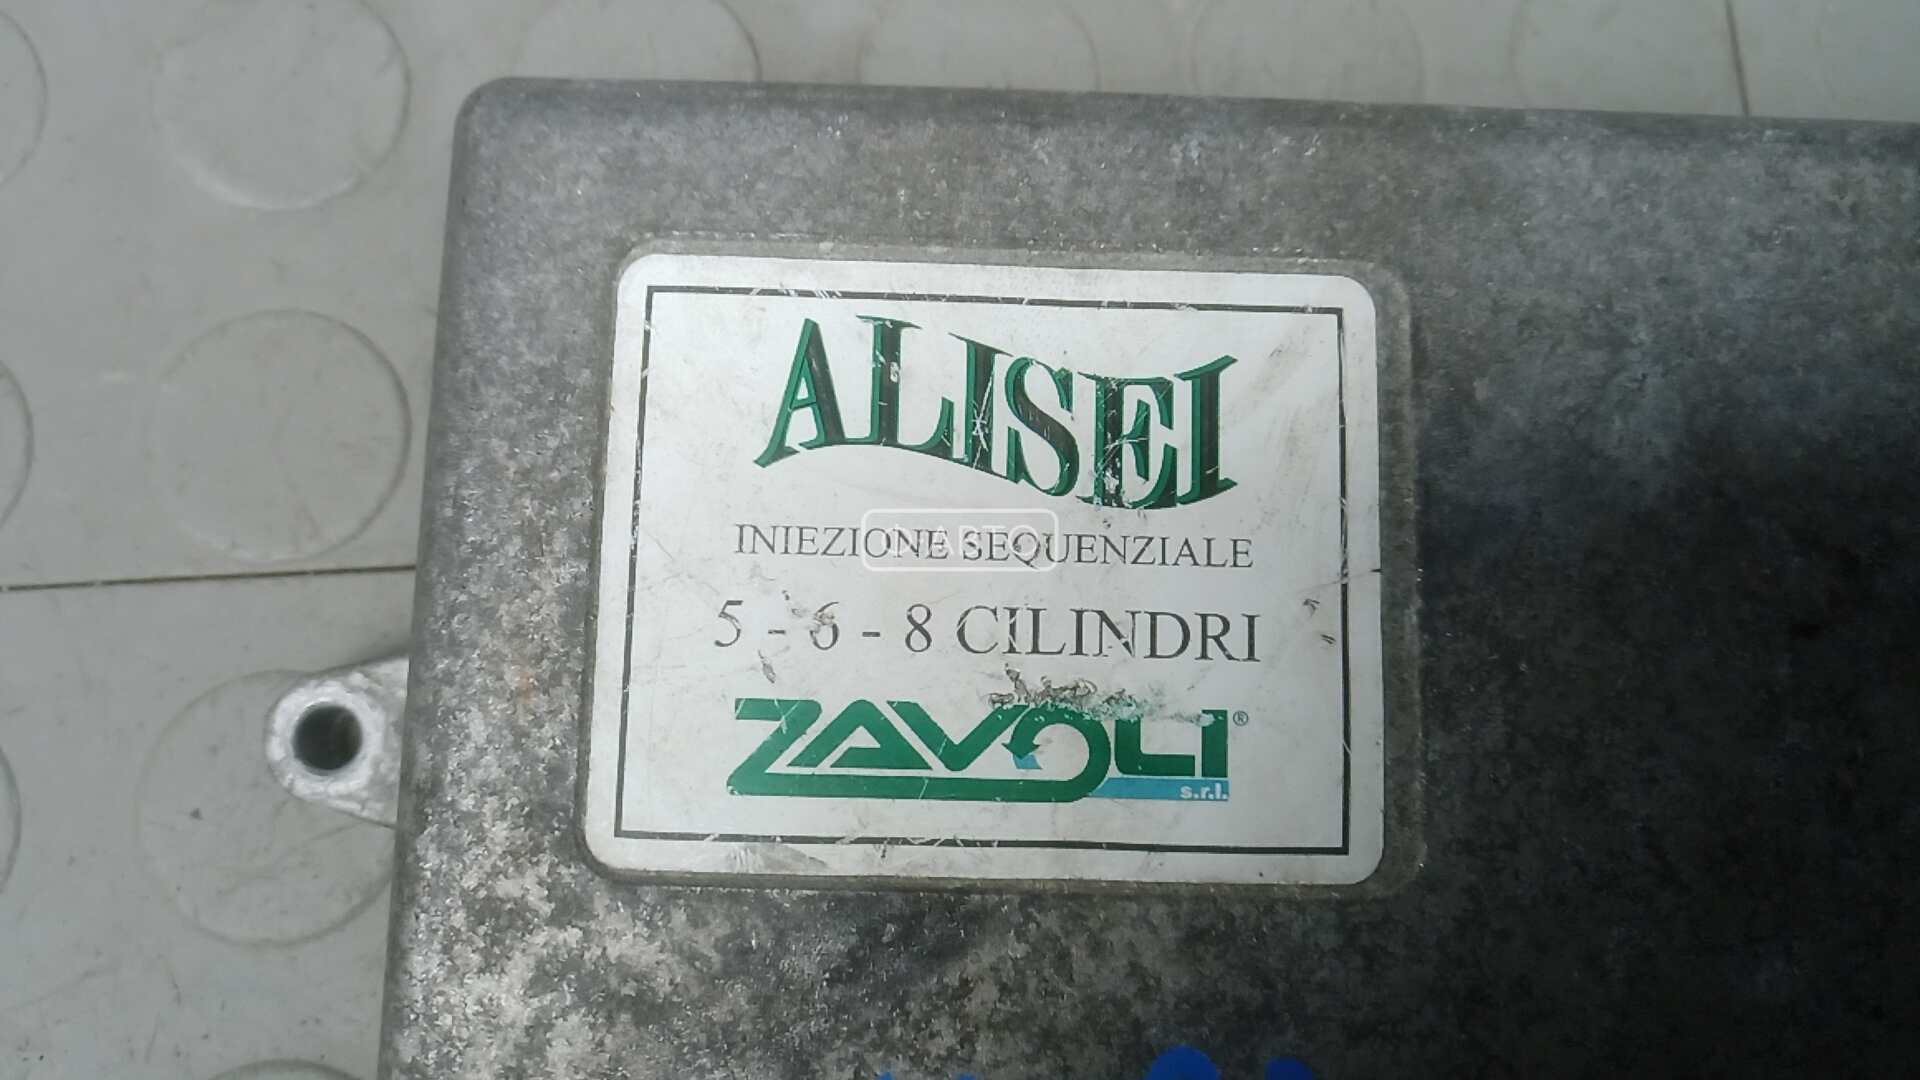 ALISEI
INIEZIONE SEQUENZIALE
5 - 6 - 8 CILINDRI
ZAVOLI®
s.r.l.